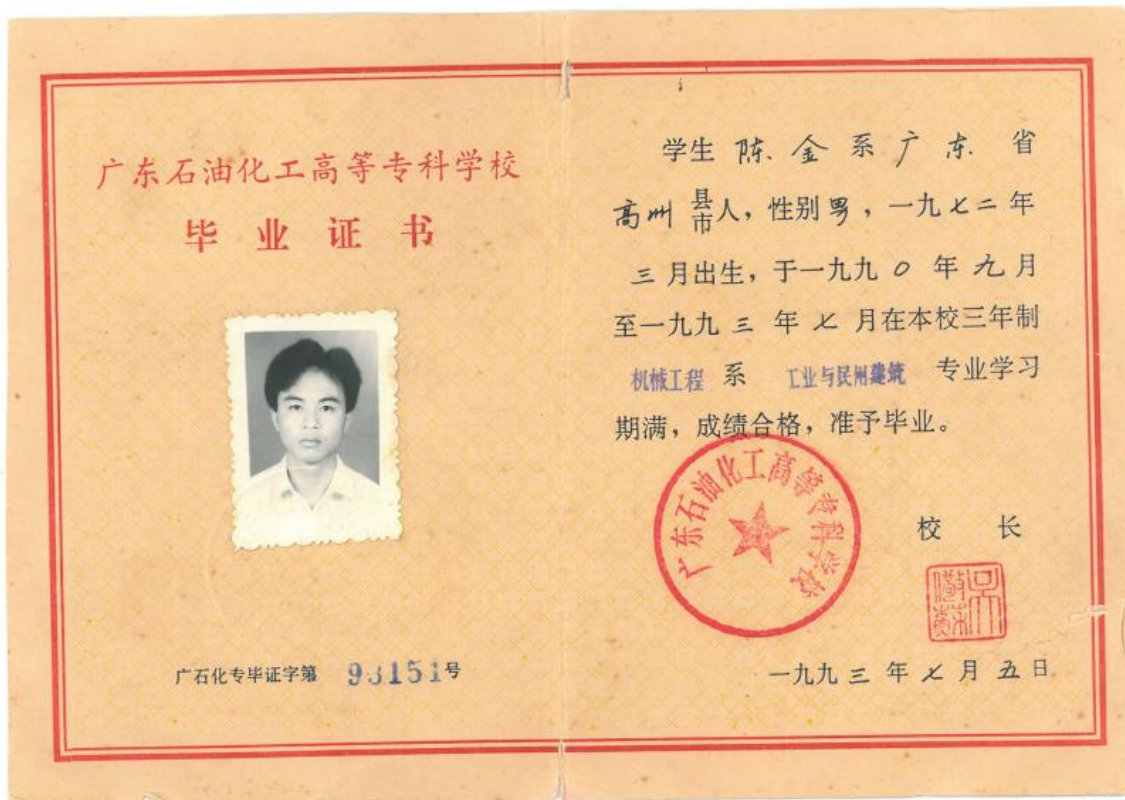 广东石油化工高等专科学校
毕业证书
广石化专毕证字第 93151号
学生 陈金系广东省
高州县市人，性别男，一九七二年
三月出生，于一九九〇年九月
至一九九三年七月在本校三年制
机械工程系 工业与民用建筑 专业学习
期满，成绩合格，准予毕业。
广东石油化工高等专科学校
校长
一九九三年七月五日